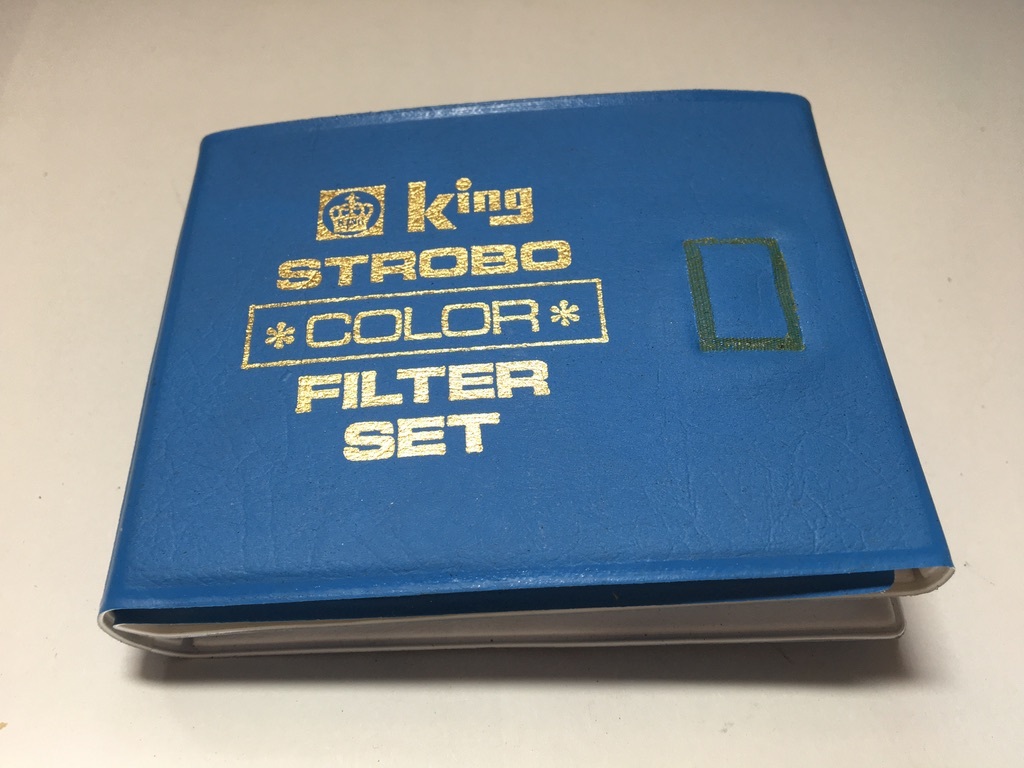 king
STROBO
* COLOR *
FILTER
SET